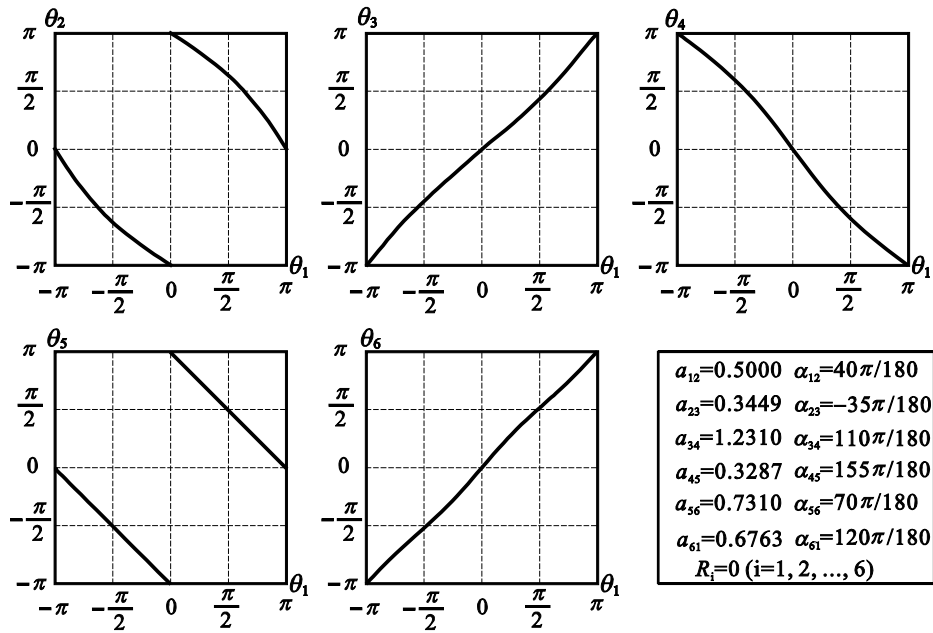 θ₂
π
π/2
0
−π/2
−π
−π −π/2 0 π/2 π
θ₁
θ₃
π
π/2
0
−π/2
−π
−π −π/2 0 π/2 π
θ₁
θ₄
π
π/2
0
−π/2
−π
−π −π/2 0 π/2 π
θ₁
θ₅
π
π/2
0
−π/2
−π
−π −π/2 0 π/2 π
θ₁
θ₆
π
π/2
0
−π/2
−π
−π −π/2 0 π/2 π
θ₁
a₁₂=0.5000 α₁₂=40π/180
a₂₃=0.3449 α₂₃=−35π/180
a₃₄=1.2310 α₃₄=110π/180
a₄₅=0.3287 α₄₅=155π/180
a₅₆=0.7310 α₅₆=70π/180
a₆₁=0.6763 α₆₁=120π/180
Rᵢ=0 (i=1, 2, ..., 6)